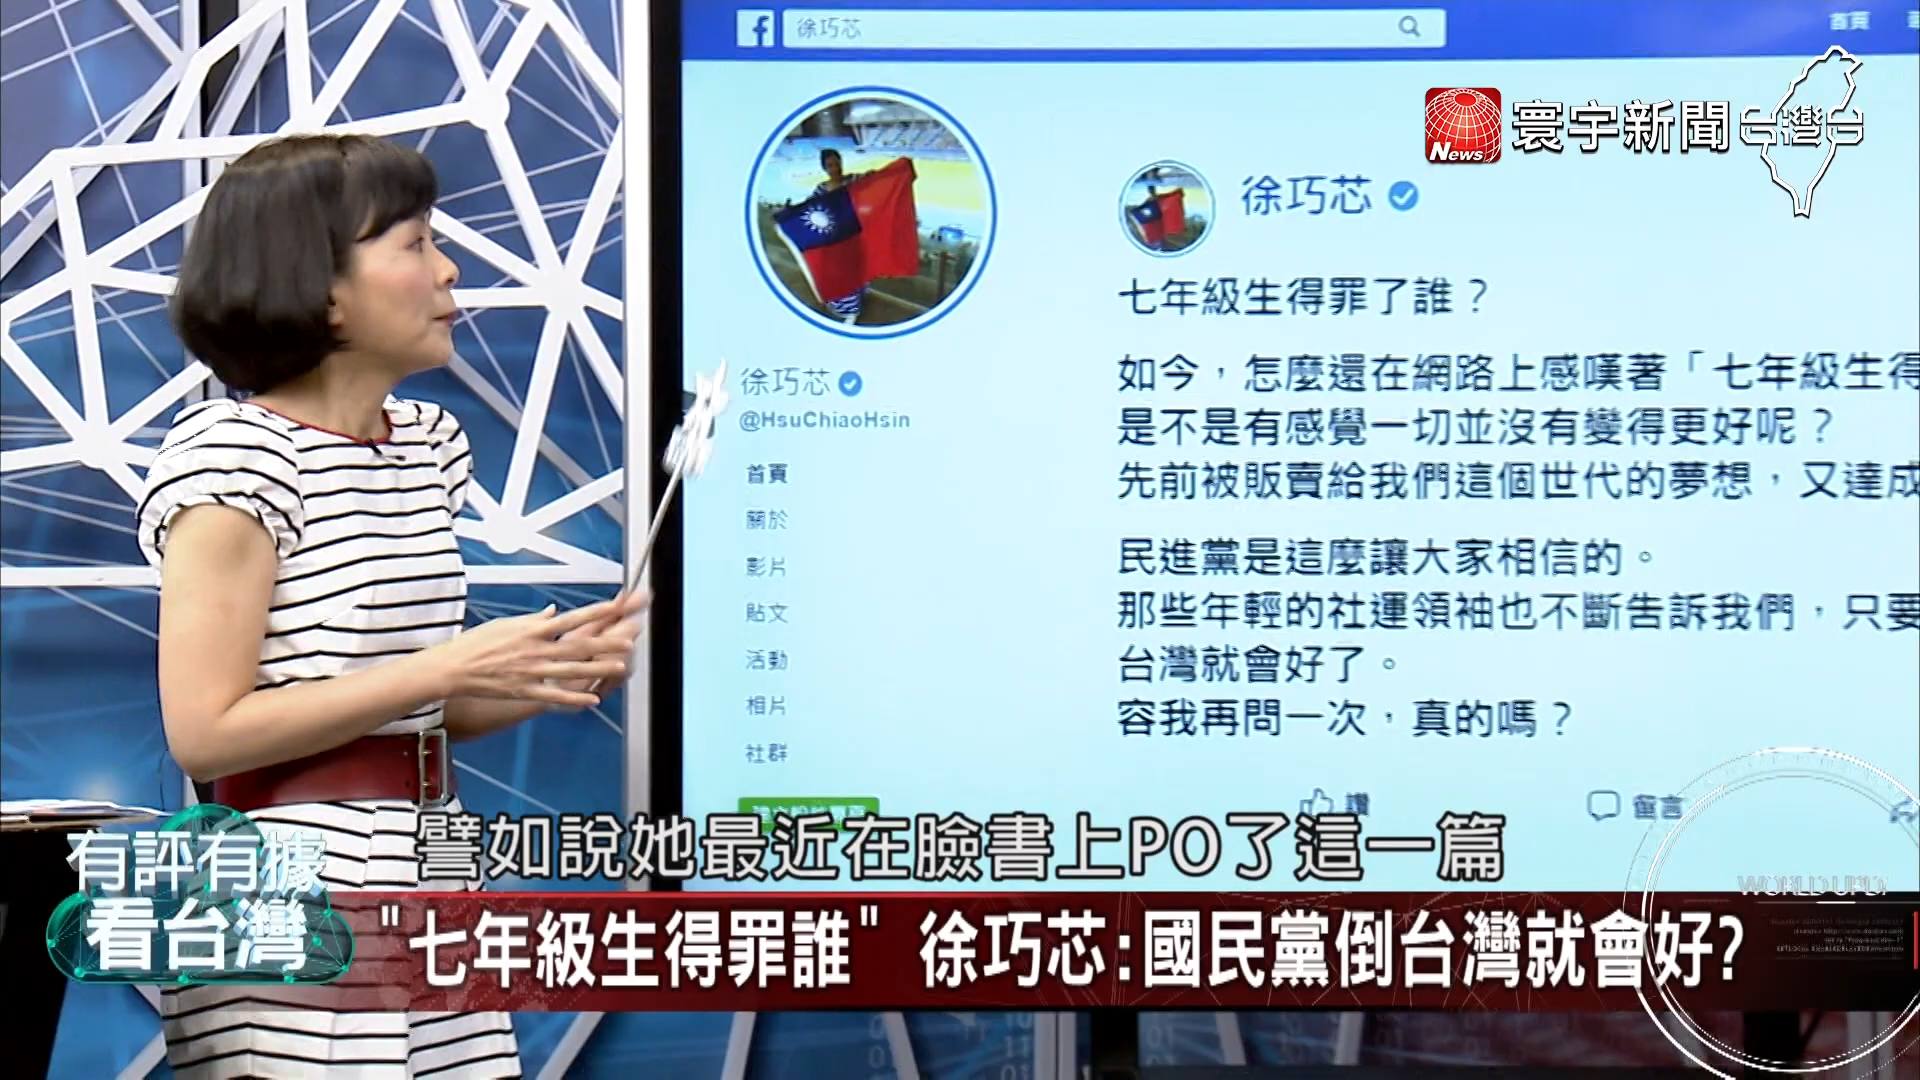 徐巧芯
首頁
News
寰宇新聞 台灣台
徐巧芯
七年級生得罪了誰？
如今，怎麼還在網路上感嘆著「七年級生得
是不是有感覺一切並沒有變得更好呢？
先前被販賣給我們這個世代的夢想，又達成
民進黨是這麼讓大家相信的。
那些年輕的社運領袖也不斷告訴我們，只要
台灣就會好了。
容我再問一次，真的嗎？
讚
留言
徐巧芯
@HsuChiaoHsin
首頁
關於
影片
貼文
活動
相片
社群
譬如說她最近在臉書上PO了這一篇
有評有據
看台灣
"七年級生得罪誰" 徐巧芯:國民黨倒台灣就會好?